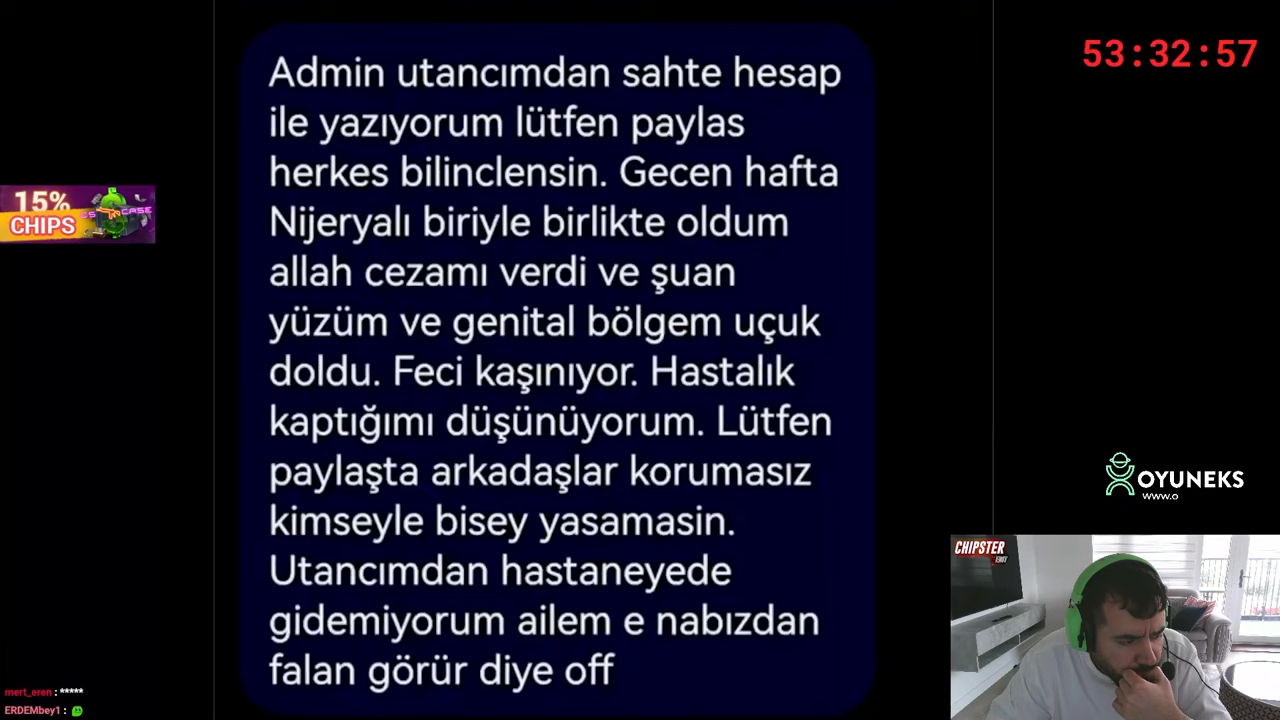 Admin utancımdan sahte hesap
ile yazıyorum lütfen paylas
herkes bilinclensin. Gecen hafta
Nijeryalı biriyle birlikte oldum
allah cezamı verdi ve şuan
yüzüm ve genital bölgem uçuk
doldu. Feci kaşınıyor. Hastalık
kaptığımı düşünüyorum. Lütfen
paylaşta arkadaşlar korumasız
kimseyle bisey yasamasin.
Utancımdan hastaneyede
gidemiyorum ailem e nabızdan
falan görür diye off
53:32:57
15%
CHIPS
CASE
OYUNEKS
www.o
CHIPSTER
mert_eren : *****
ERDEMbey1 :